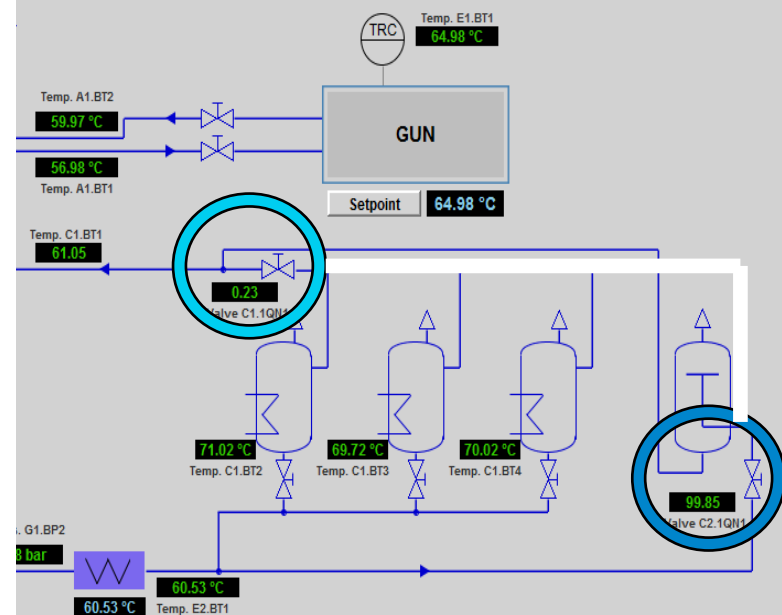 Temp. E1.BT1
TRC
64.98 °C
Temp. A1.BT2
59.97 °C
GUN
56.98 °C
Temp. A1.BT1
Setpoint
64.98 °C
Temp. C1.BT1
61.05
0.23
Valve C1.1QN1
71.02 °C
69.72 °C
70.02 °C
Temp. C1.BT2
Temp. C1.BT3
Temp. C1.BT4
99.85
Valve C2.1QN1
. G1.BP2
8 bar
60.53 °C
60.53 °C
Temp. E2.BT1